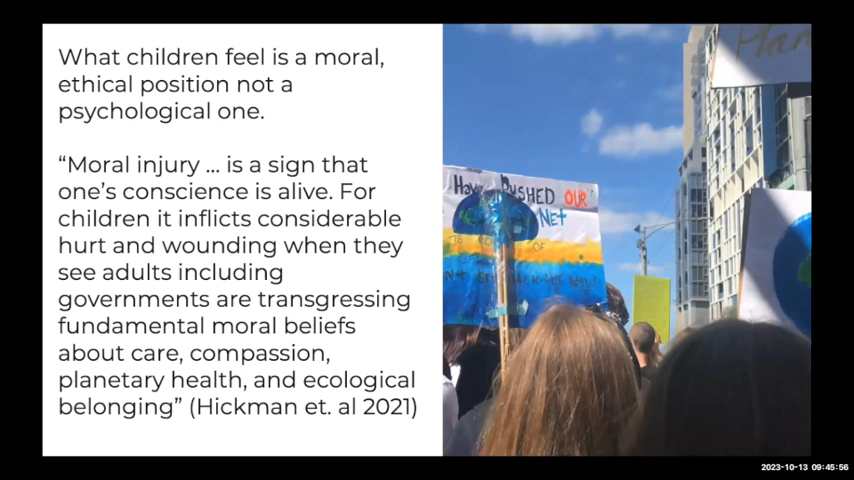 What children feel is a moral,
ethical position not a
psychological one.
“Moral injury ... is a sign that
one’s conscience is alive. For
children it inflicts considerable
hurt and wounding when they
see adults including
governments are transgressing
fundamental moral beliefs
about care, compassion,
planetary health, and ecological
belonging” (Hickman et. al 2021)
PUSHED OUR
OF
NOW
2023-10-13 09:45:56